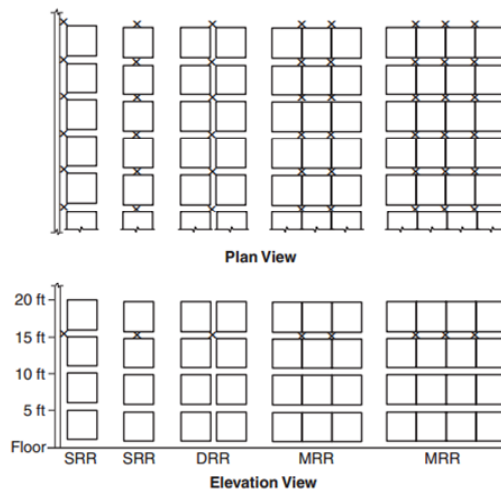 Plan View
20 ft
15 ft
10 ft
5 ft
Floor
SRR SRR DRR MRR MRR
Elevation View